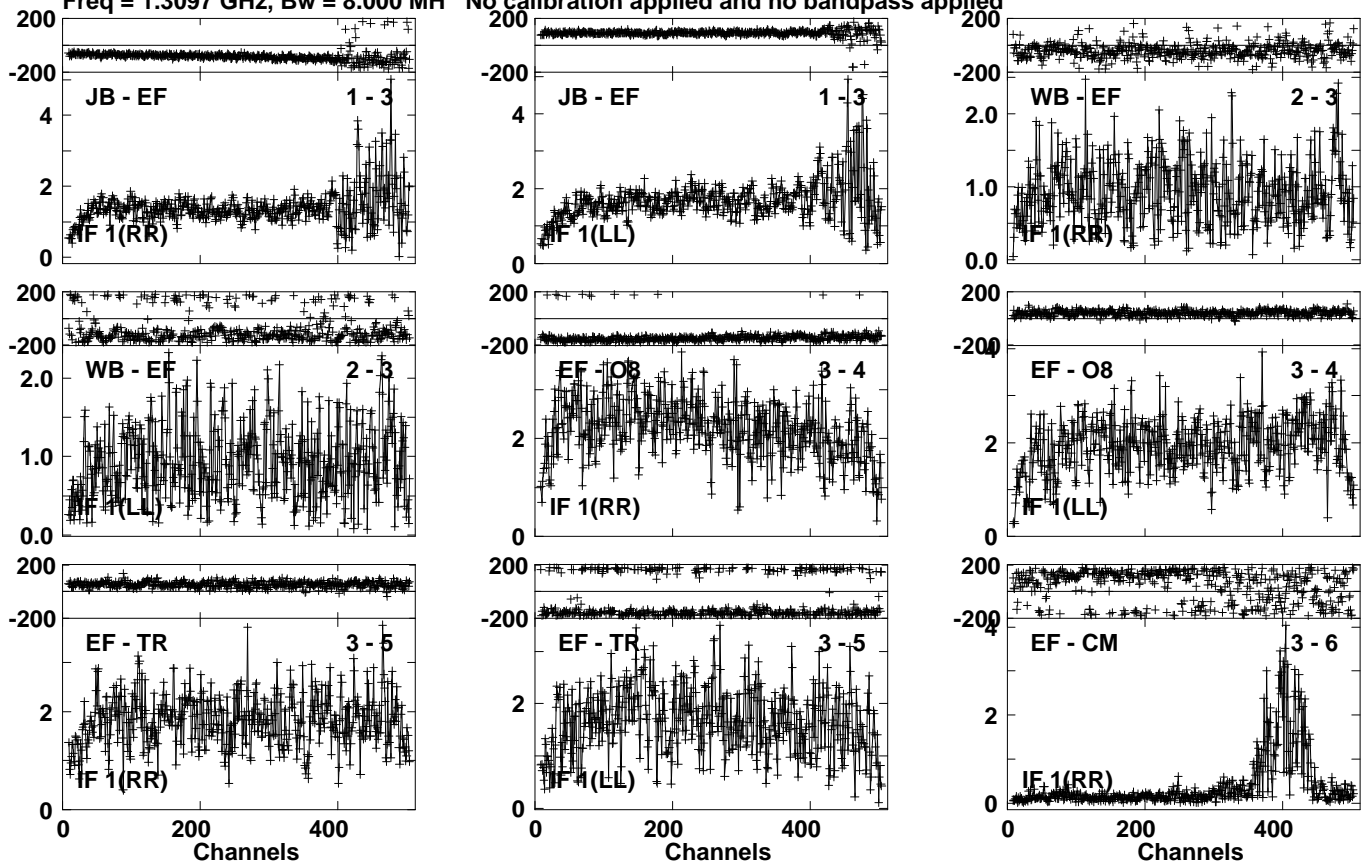 Freq = 1.3097 GHz, Bw = 8.000 MH No calibration applied and no bandpass applied
200 200 200
-200 -200 -200
JB - EF 1 - 3 JB - EF 1 - 3 WB - EF 2 - 3
4 4 2.0
2 2 1.0
IF 1(RR) IF 1(LL) IF 1(RR)
0 0 0.0
200 200 200
-200 -200 -200
4
WB - EF 2 - 3 EF - O8 3 - 4 EF - O8 3 - 4
2.0
1.0 2 2
IF 1(LL) IF 1(RR) IF 1(LL)
0.0 0 0
200 200 200
-200 -200 -200
4
EF - TR 3 - 5 EF - TR 3 - 5 EF - CM 3 - 6
2 2 2
IF 1(RR) IF 1(LL) IF 1(RR)
0 0 0
0 200 400 0 200 400 0 200 400
Channels Channels Channels